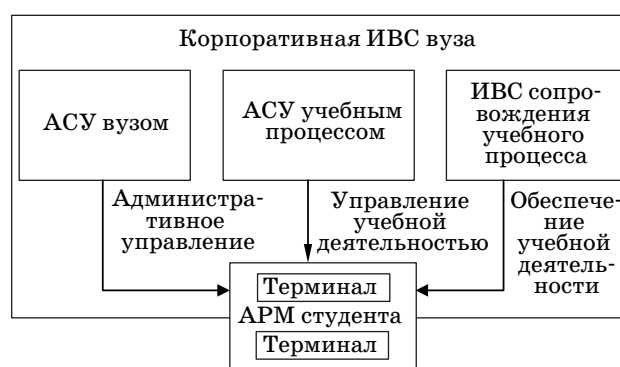 Корпоративная ИВС вуза
АСУ вузом
АСУ учебным
процессом
ИВС сопро-
вождения
учебного
процесса
Администра-
тивное
управление
Управление
учебной
деятельностью
Обеспече-
ние
учебной
деятель-
ности
Терминал
АРМ студента
Терминал